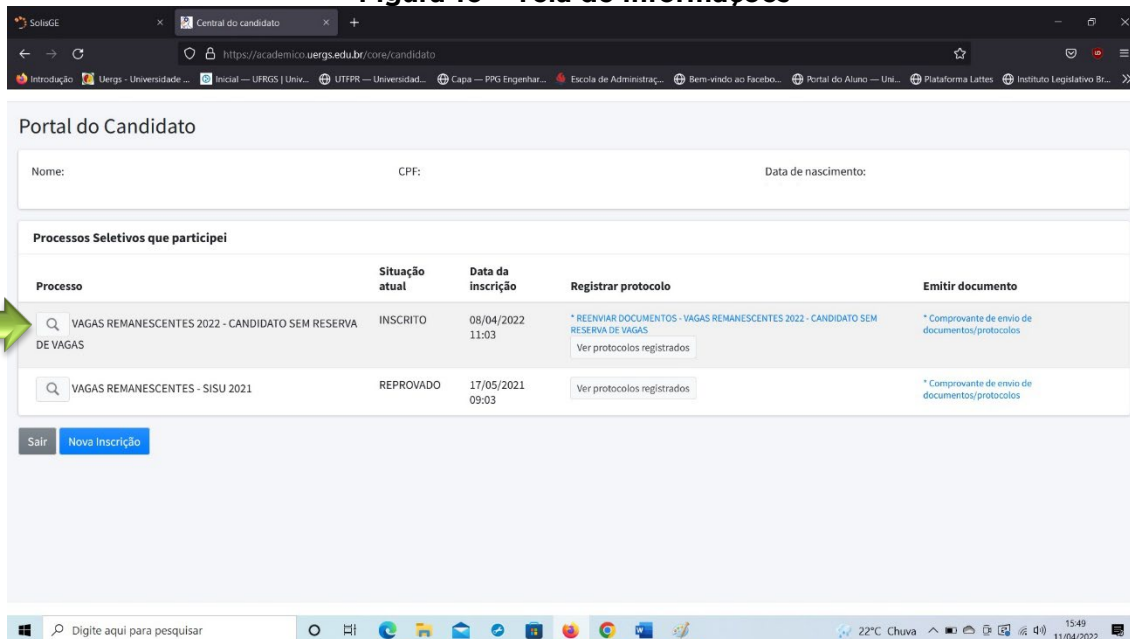 SolisGE
Central do candidato
https://academico.uergs.edu.br/core/candidato
Introdução
Uergs - Universidade ...
Inicial — UFRGS | Univ...
UTFPR — Universidad...
Capa — PPG Engenhar...
Escola de Administraç...
Bem-vindo ao Facebo...
Portal do Aluno — Uni...
Plataforma Lattes
Instituto Legislativo Br...
Portal do Candidato
Nome: CPF: Data de nascimento:
Processos Seletivos que participei
Processo
Situação
atual
Data da
inscrição
Registrar protocolo
Emitir documento
VAGAS REMANESCENTES 2022 - CANDIDATO SEM RESERVA
DE VAGAS
INSCRITO
08/04/2022
11:03
* REENVIAR DOCUMENTOS - VAGAS REMANESCENTES 2022 - CANDIDATO SEM
RESERVA DE VAGAS
Ver protocolos registrados
* Comprovante de envio de
documentos/protocolos
VAGAS REMANESCENTES - SISU 2021
REPROVADO
17/05/2021
09:03
Ver protocolos registrados
* Comprovante de envio de
documentos/protocolos
Sair
Nova Inscrição
Digite aqui para pesquisar
22°C Chuva
15:49
11/04/2022